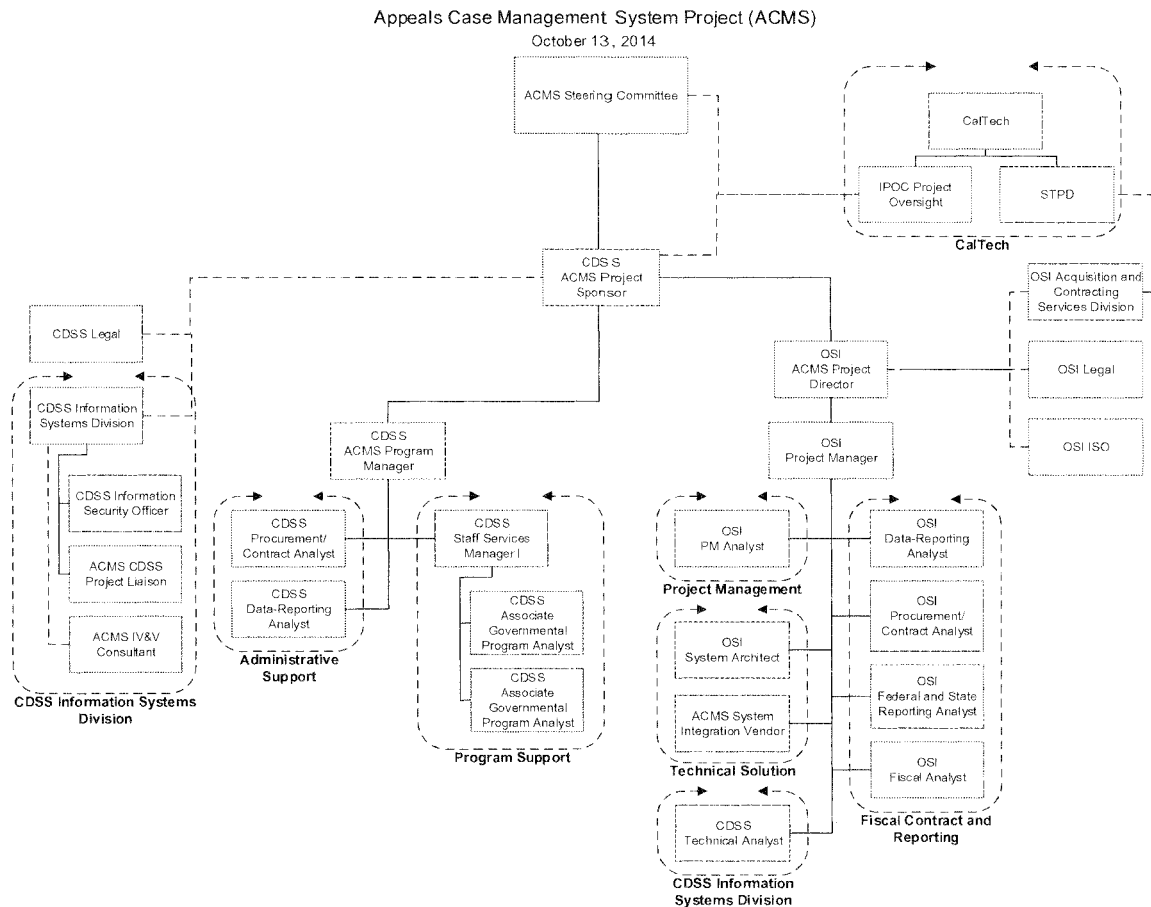 Appeals Case Management System Project (ACMS)
October 13, 2014
ACMS Steering Committee
CalTech
IPOC Project
Oversight
STPD
CalTech
CDSS
ACMS Project
Sponsor
OSI Acquisition and
Contracting
Services Division
CDSS Legal
OSI
ACMS Project
Director
OSI Legal
CDSS Information
Systems Division
CDSS
ACMS Program
Manager
OSI
Project Manager
OSI ISO
CDSS Information
Security Officer
ACMS CDSS
Project Liaison
ACMS IV&V
Consultant
CDSS Information Systems
Division
CDSS
Procurement/
Contract Analyst
CDSS
Data-Reporting
Analyst
Administrative
Support
CDSS
Staff Services
Manager I
CDSS
Associate
Governmental
Program Analyst
CDSS
Associate
Governmental
Program Analyst
Program Support
OSI
PM Analyst
Project Management
OSI
System Architect
ACMS System
Integration Vendor
Technical Solution
CDSS
Technical Analyst
CDSS Information
Systems Division
OSI
Data-Reporting
Analyst
OSI
Procurement/
Contract Analyst
OSI
Federal and State
Reporting Analyst
OSI
Fiscal Analyst
Fiscal Contract and
Reporting